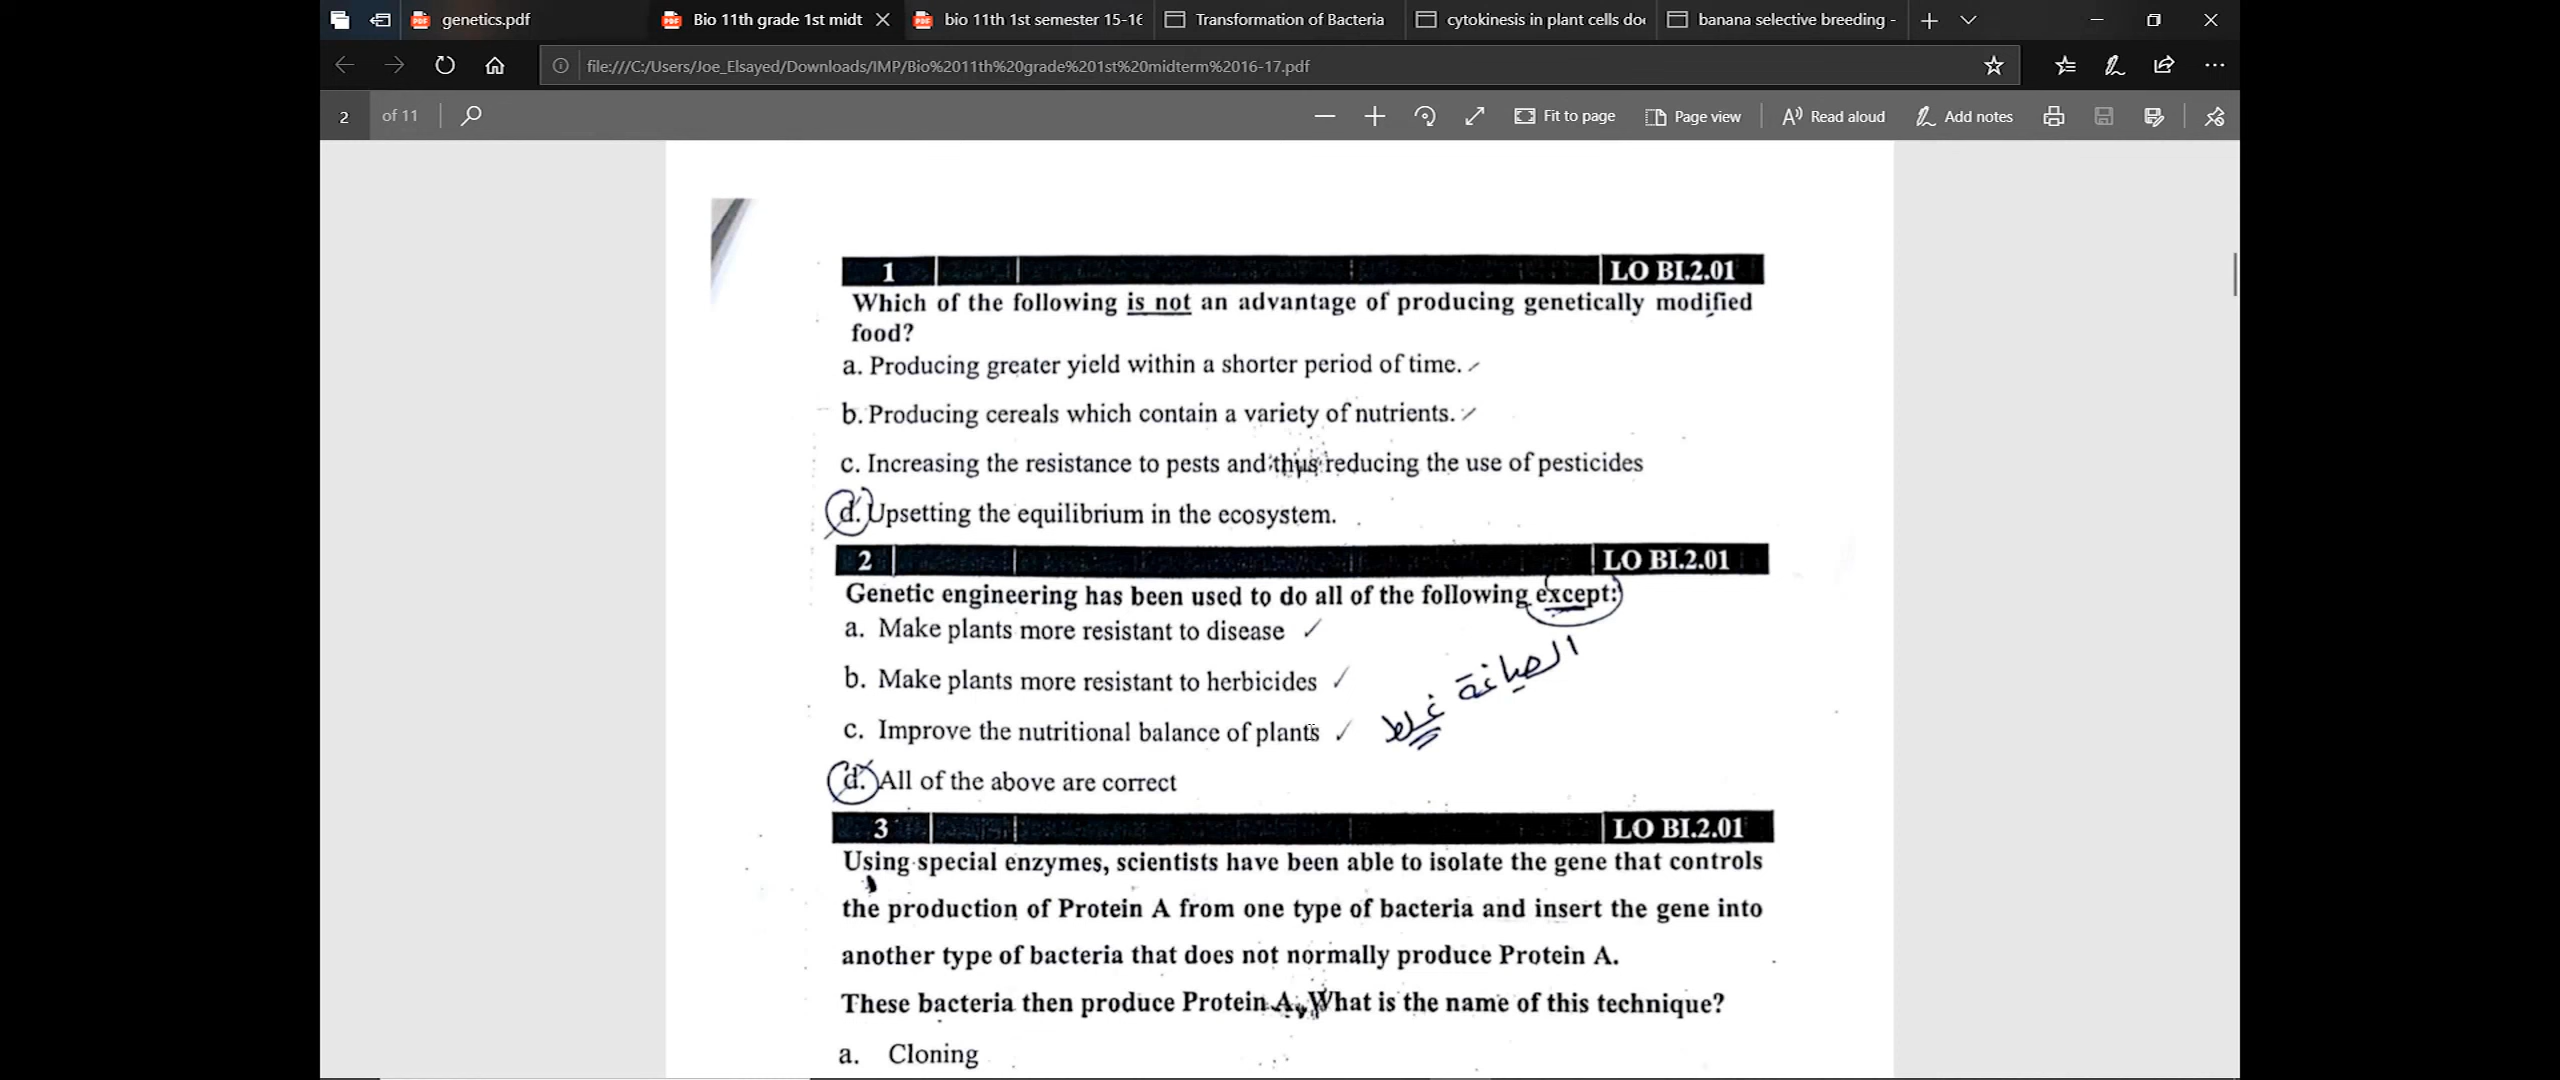 genetics.pdf
Bio 11th grade 1st midt
bio 11th 1st semester 15-16
Transformation of Bacteria
cytokinesis in plant cells do
banana selective breeding -
file:///C:/Users/Joe_Elsayed/Downloads/IMP/Bio%2011th%20grade%201st%20midterm%2016-17.pdf
2 of 11
Fit to page
Page view
Read aloud
Add notes
1 LO BI.2.01
Which of the following is not an advantage of producing genetically modified
food?
a. Producing greater yield within a shorter period of time.
b. Producing cereals which contain a variety of nutrients.
c. Increasing the resistance to pests and thus reducing the use of pesticides
d. Upsetting the equilibrium in the ecosystem.
2 LO BI.2.01
Genetic engineering has been used to do all of the following except:
a. Make plants more resistant to disease ✓
b. Make plants more resistant to herbicides ✓
c. Improve the nutritional balance of plants ✓
الصياغة غلط
d. All of the above are correct
3 LO BI.2.01
Using special enzymes, scientists have been able to isolate the gene that controls
the production of Protein A from one type of bacteria and insert the gene into
another type of bacteria that does not normally produce Protein A.
These bacteria then produce Protein A. What is the name of this technique?
a. Cloning